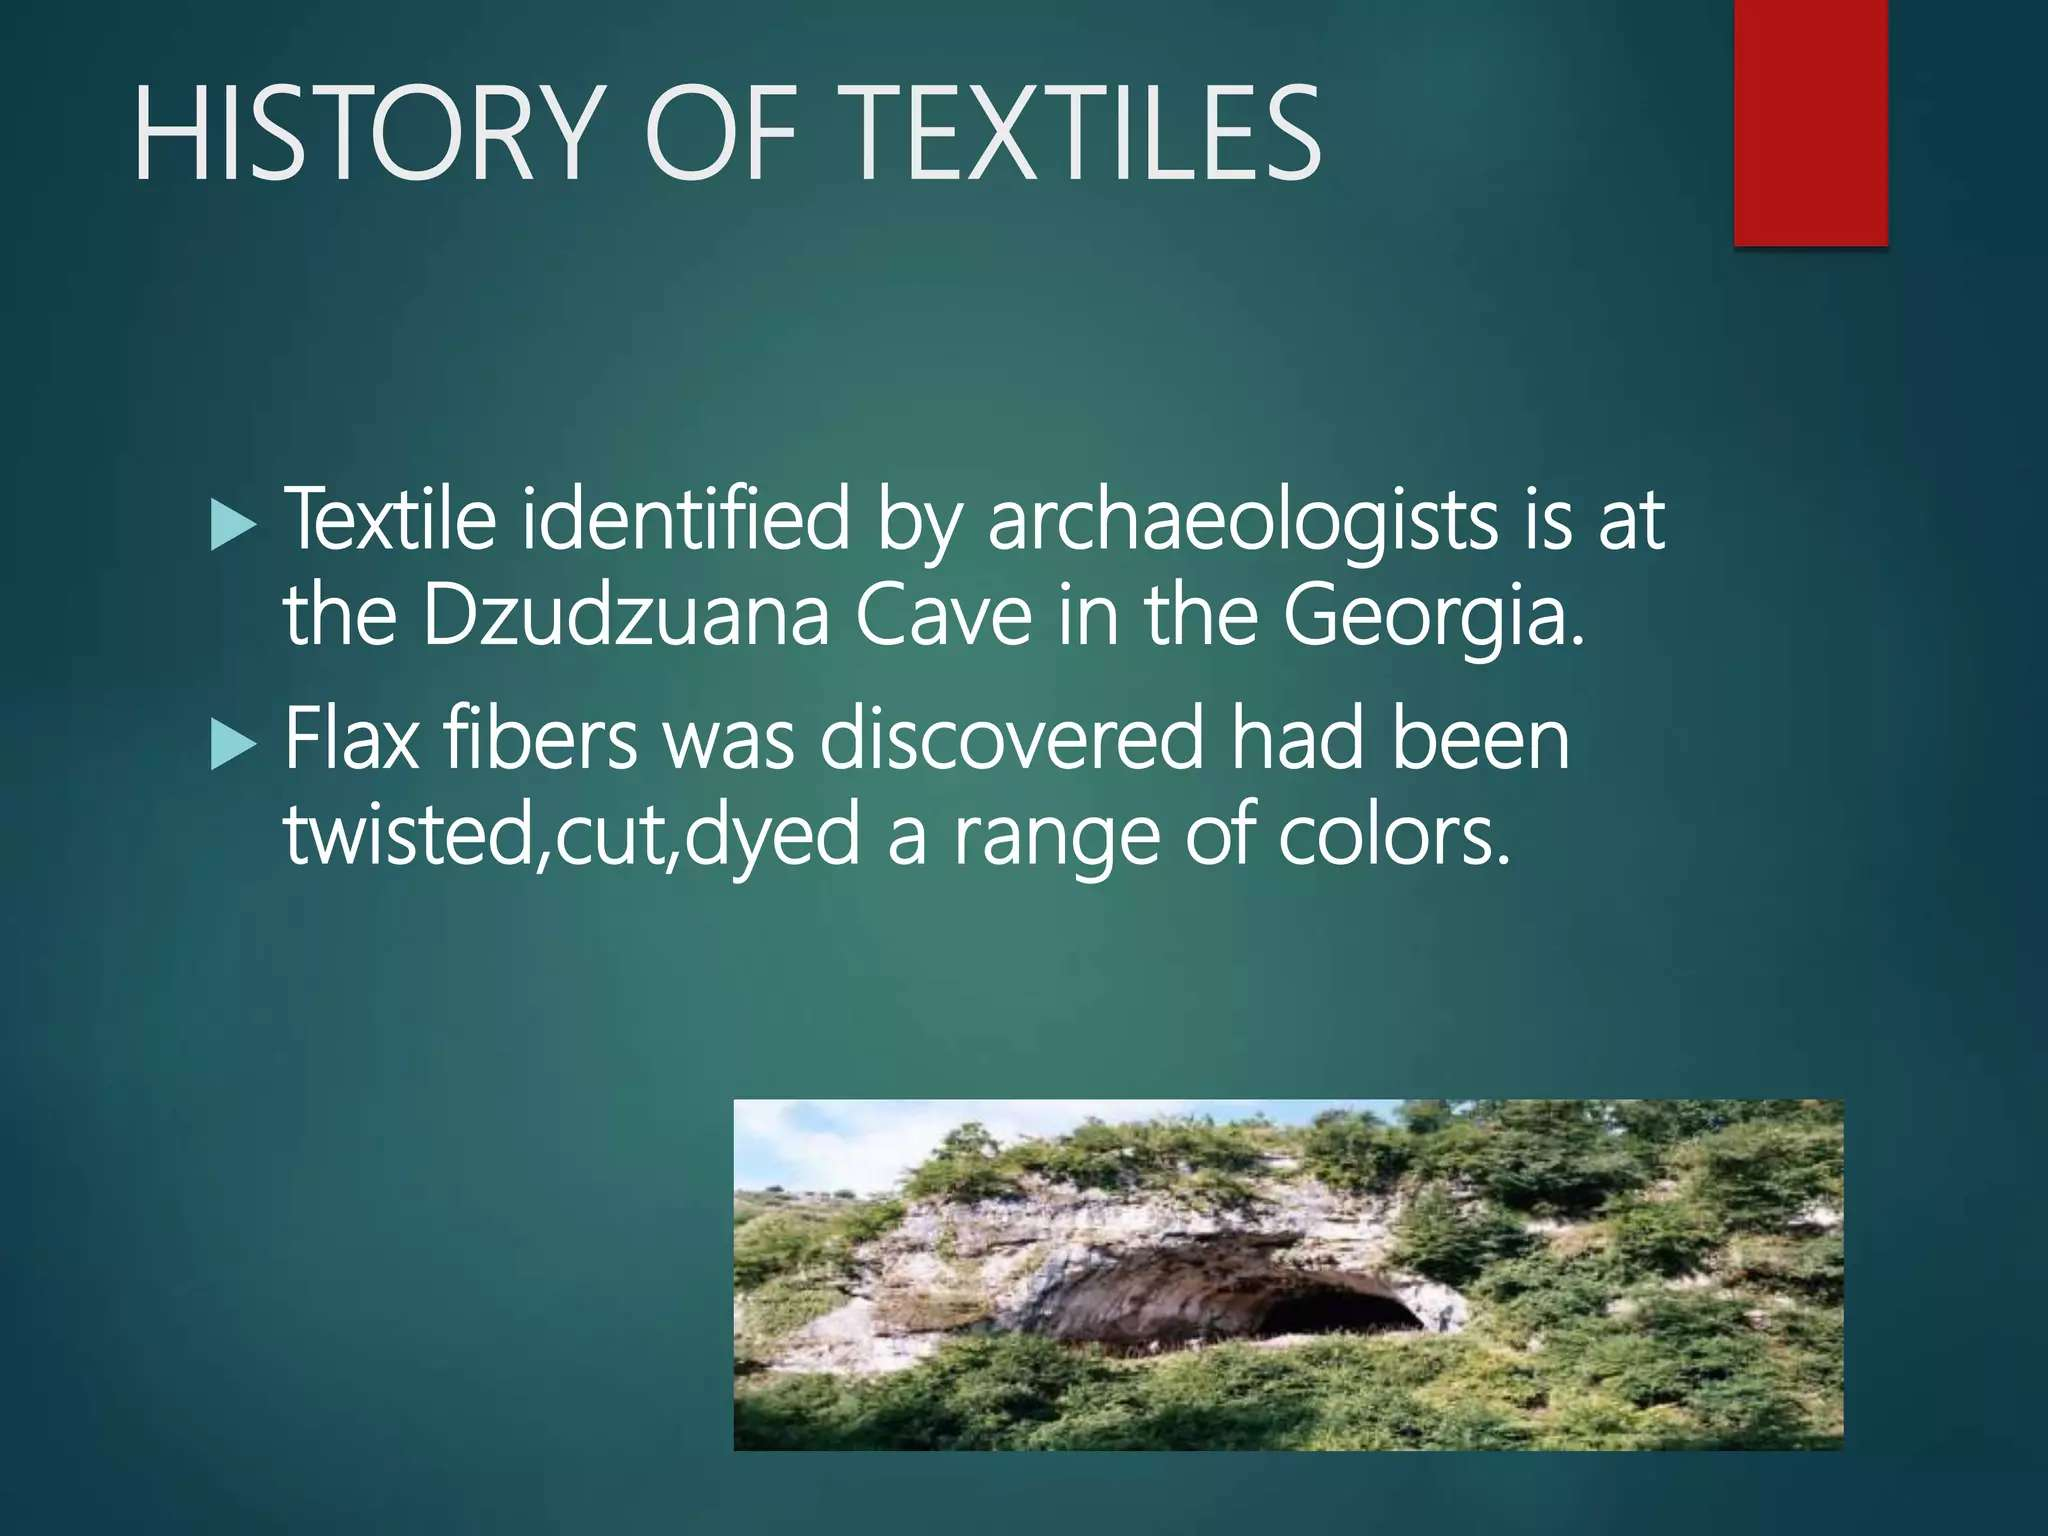 HISTORY OF TEXTILES
Textile identified by archaeologists is at
the Dzudzuana Cave in the Georgia.
Flax fibers was discovered had been
twisted,cut,dyed a range of colors.